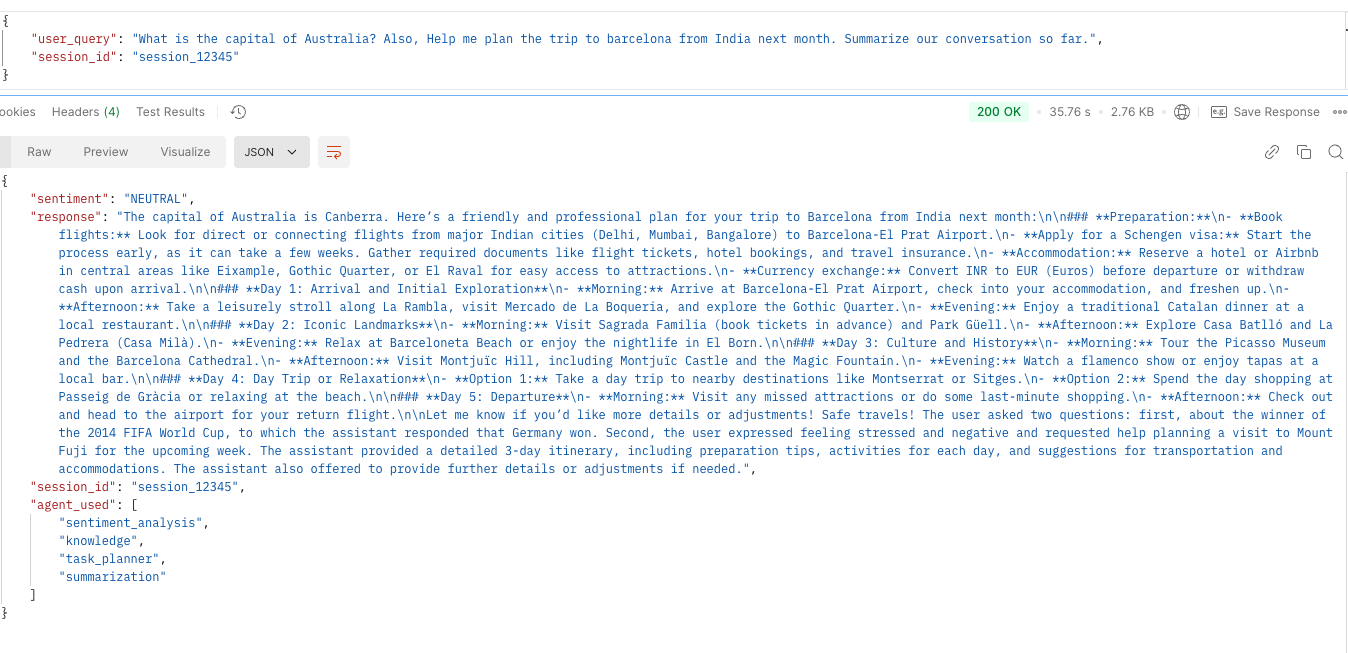 {
"user_query": "What is the capital of Australia? Also, Help me plan the trip to barcelona from India next month. Summarize our conversation so far.",
"session_id": "session_12345"
}
ookies Headers (4) Test Results 200 OK • 35.76 s • 2.76 KB • e.g. Save Response •••
Raw Preview Visualize JSON
{
"sentiment": "NEUTRAL",
"response": "The capital of Australia is Canberra. Here’s a friendly and professional plan for your trip to Barcelona from India next month:\n\n### **Preparation:**\n- **Book
flights:** Look for direct or connecting flights from major Indian cities (Delhi, Mumbai, Bangalore) to Barcelona-El Prat Airport.\n- **Apply for a Schengen visa:** Start the
process early, as it can take a few weeks. Gather required documents like flight tickets, hotel bookings, and travel insurance.\n- **Accommodation:** Reserve a hotel or Airbnb
in central areas like Eixample, Gothic Quarter, or El Raval for easy access to attractions.\n- **Currency exchange:** Convert INR to EUR (Euros) before departure or withdraw
cash upon arrival.\n\n### **Day 1: Arrival and Initial Exploration**\n- **Morning:** Arrive at Barcelona-El Prat Airport, check into your accommodation, and freshen up.\n-
**Afternoon:** Take a leisurely stroll along La Rambla, visit Mercado de La Boqueria, and explore the Gothic Quarter.\n- **Evening:** Enjoy a traditional Catalan dinner at a
local restaurant.\n\n### **Day 2: Iconic Landmarks**\n- **Morning:** Visit Sagrada Familia (book tickets in advance) and Park Güell.\n- **Afternoon:** Explore Casa Batlló and La
Pedrera (Casa Milà).\n- **Evening:** Relax at Barceloneta Beach or enjoy the nightlife in El Born.\n\n### **Day 3: Culture and History**\n- **Morning:** Tour the Picasso Museum
and the Barcelona Cathedral.\n- **Afternoon:** Visit Montjuïc Hill, including Montjuïc Castle and the Magic Fountain.\n- **Evening:** Watch a flamenco show or enjoy tapas at a
local bar.\n\n### **Day 4: Day Trip or Relaxation**\n- **Option 1:** Take a day trip to nearby destinations like Montserrat or Sitges.\n- **Option 2:** Spend the day shopping at
Passeig de Gràcia or relaxing at the beach.\n\n### **Day 5: Departure**\n- **Morning:** Visit any missed attractions or do some last-minute shopping.\n- **Afternoon:** Check out
and head to the airport for your return flight.\n\nLet me know if you’d like more details or adjustments! Safe travels! The user asked two questions: first, about the winner of
the 2014 FIFA World Cup, to which the assistant responded that Germany won. Second, the user expressed feeling stressed and negative and requested help planning a visit to Mount
Fuji for the upcoming week. The assistant provided a detailed 3-day itinerary, including preparation tips, activities for each day, and suggestions for transportation and
accommodations. The assistant also offered to provide further details or adjustments if needed.",
"session_id": "session_12345",
"agent_used": [
"sentiment_analysis",
"knowledge",
"task_planner",
"summarization"
]
}